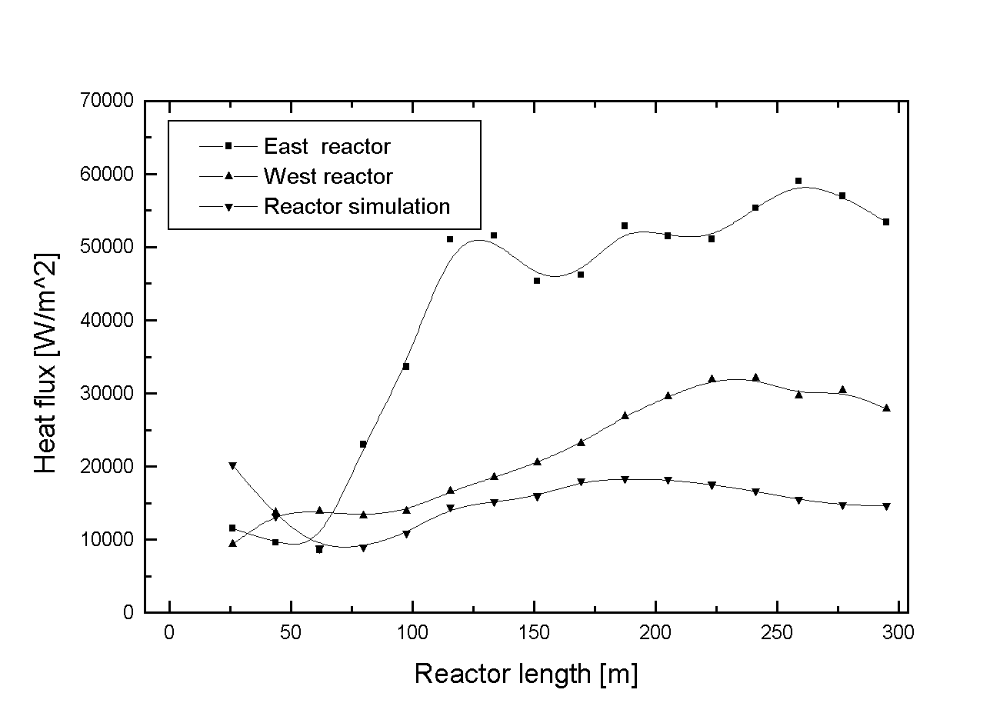 70000
60000
50000
40000
30000
20000
10000
0
Heat flux [W/m^2]
East  reactor
West reactor
Reactor simulation
0 50 100 150 200 250 300
Reactor length [m]